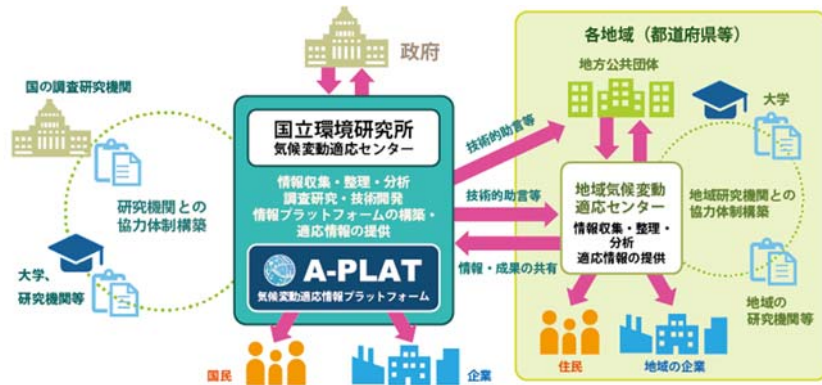 政府
国の調査研究機関
研究機関との
協力体制構築
大学、
研究機関等
国立環境研究所
気候変動適応センター
情報収集・整理・分析
調査研究・技術開発
情報プラットフォームの構築・
適応情報の提供
A-PLAT
気候変動適応情報プラットフォーム
国民
企業
技術的助言等
技術的助言等
情報・成果の共有
各地域（都道府県等）
地方公共団体
大学
地域気候変動
適応センター
情報収集・整理・
分析
適応情報の提供
地域研究機関との
協力体制構築
地域の
研究機関等
住民
地域の企業